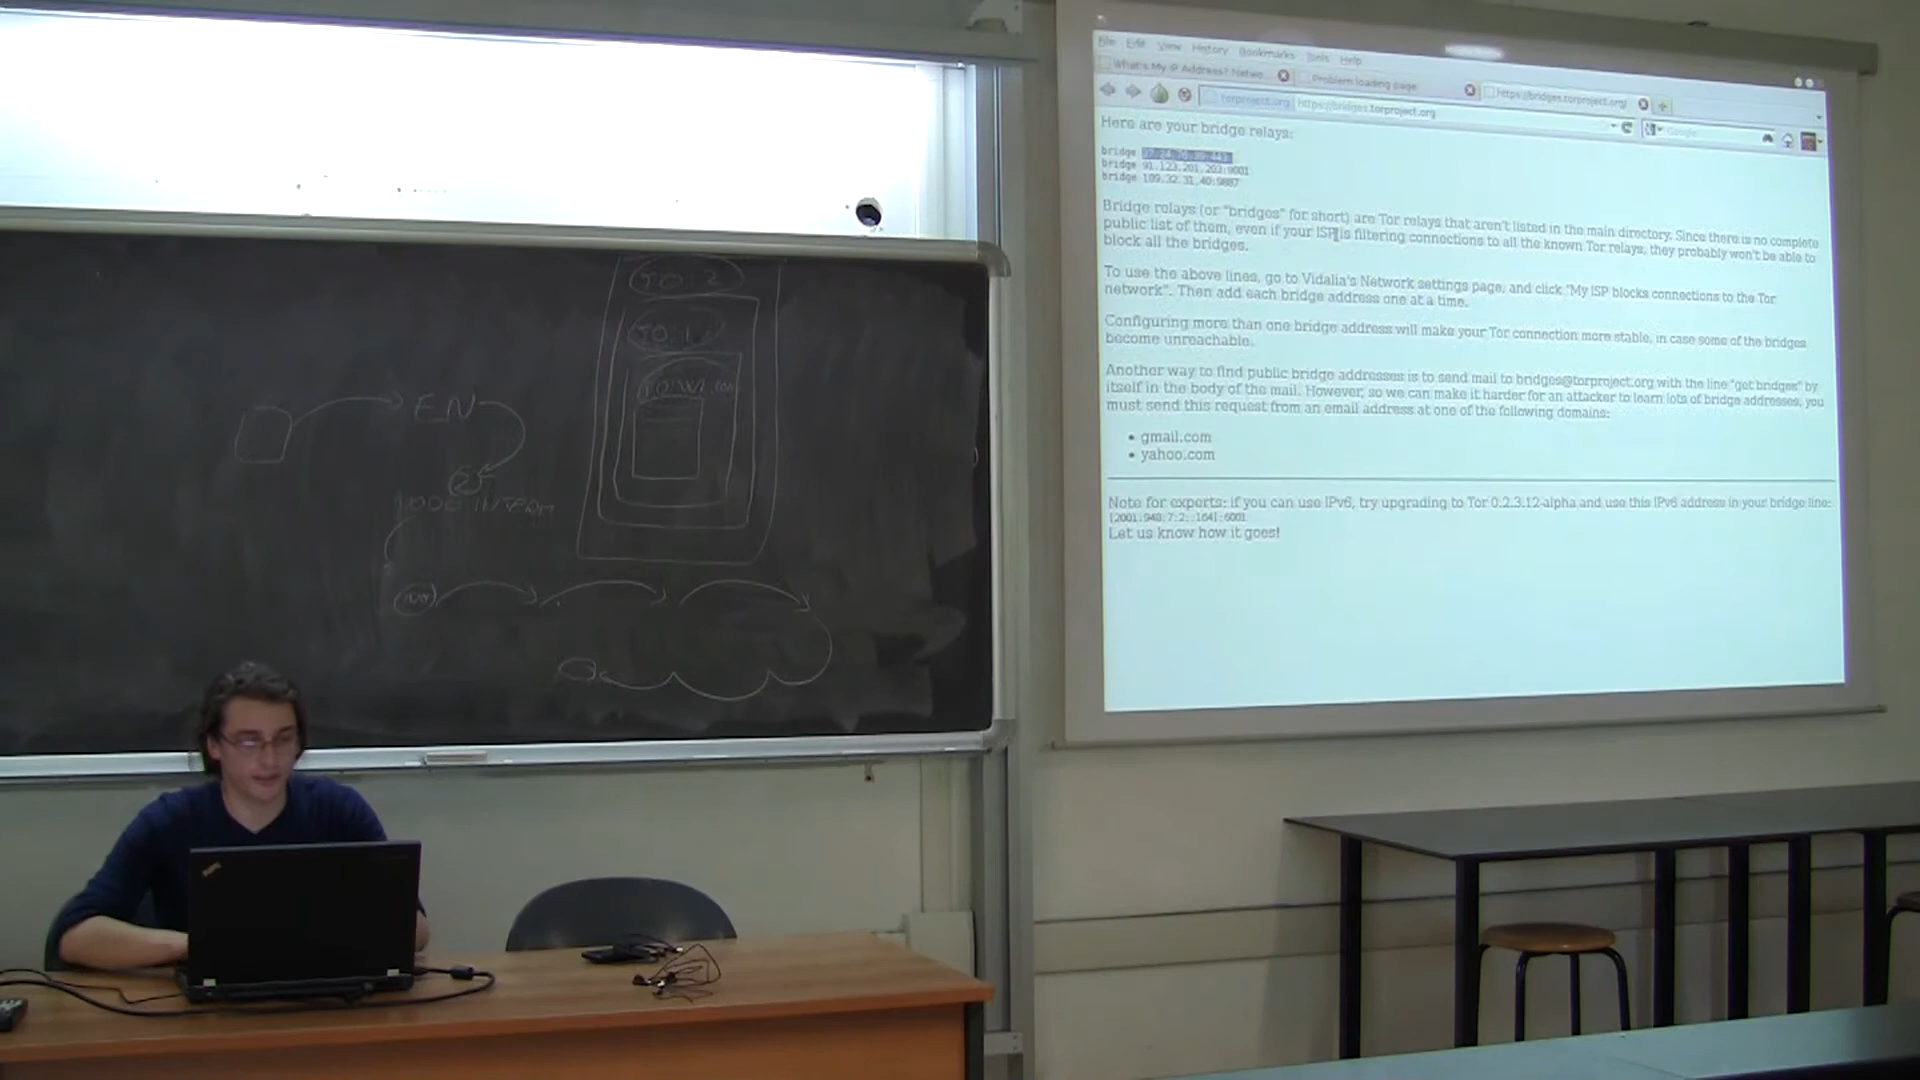 TO: 2
TO: 1
EN
File Edit View History Bookmarks Tools Help
What's My IP Address? Netwo...
Problem loading page
https://bridges.torproject.org/
torproject.org https://bridges.torproject.org
Google
Here are your bridge relays:
bridge
bridge 91.123.201.203:9001
bridge 109.32.31.40:9887
Bridge relays (or "bridges" for short) are Tor relays that aren't listed in the main directory. Since there is no complete
public list of them, even if your ISP is filtering connections to all the known Tor relays, they probably won't be able to
block all the bridges.
To use the above lines, go to Vidalia's Network settings page, and click "My ISP blocks connections to the Tor
network". Then add each bridge address one at a time.
Configuring more than one bridge address will make your Tor connection more stable, in case some of the bridges
become unreachable.
Another way to find public bridge addresses is to send mail to bridges@torproject.org with the line "get bridges" by
itself in the body of the mail. However, so we can make it harder for an attacker to learn lots of bridge addresses, you
must send this request from an email address at one of the following domains:
• gmail.com
• yahoo.com
Note for experts: if you can use IPv6, try upgrading to Tor 0.2.3.12-alpha and use this IPv6 address in your bridge line:
[2001:948:7:2::164]:6001
Let us know how it goes!